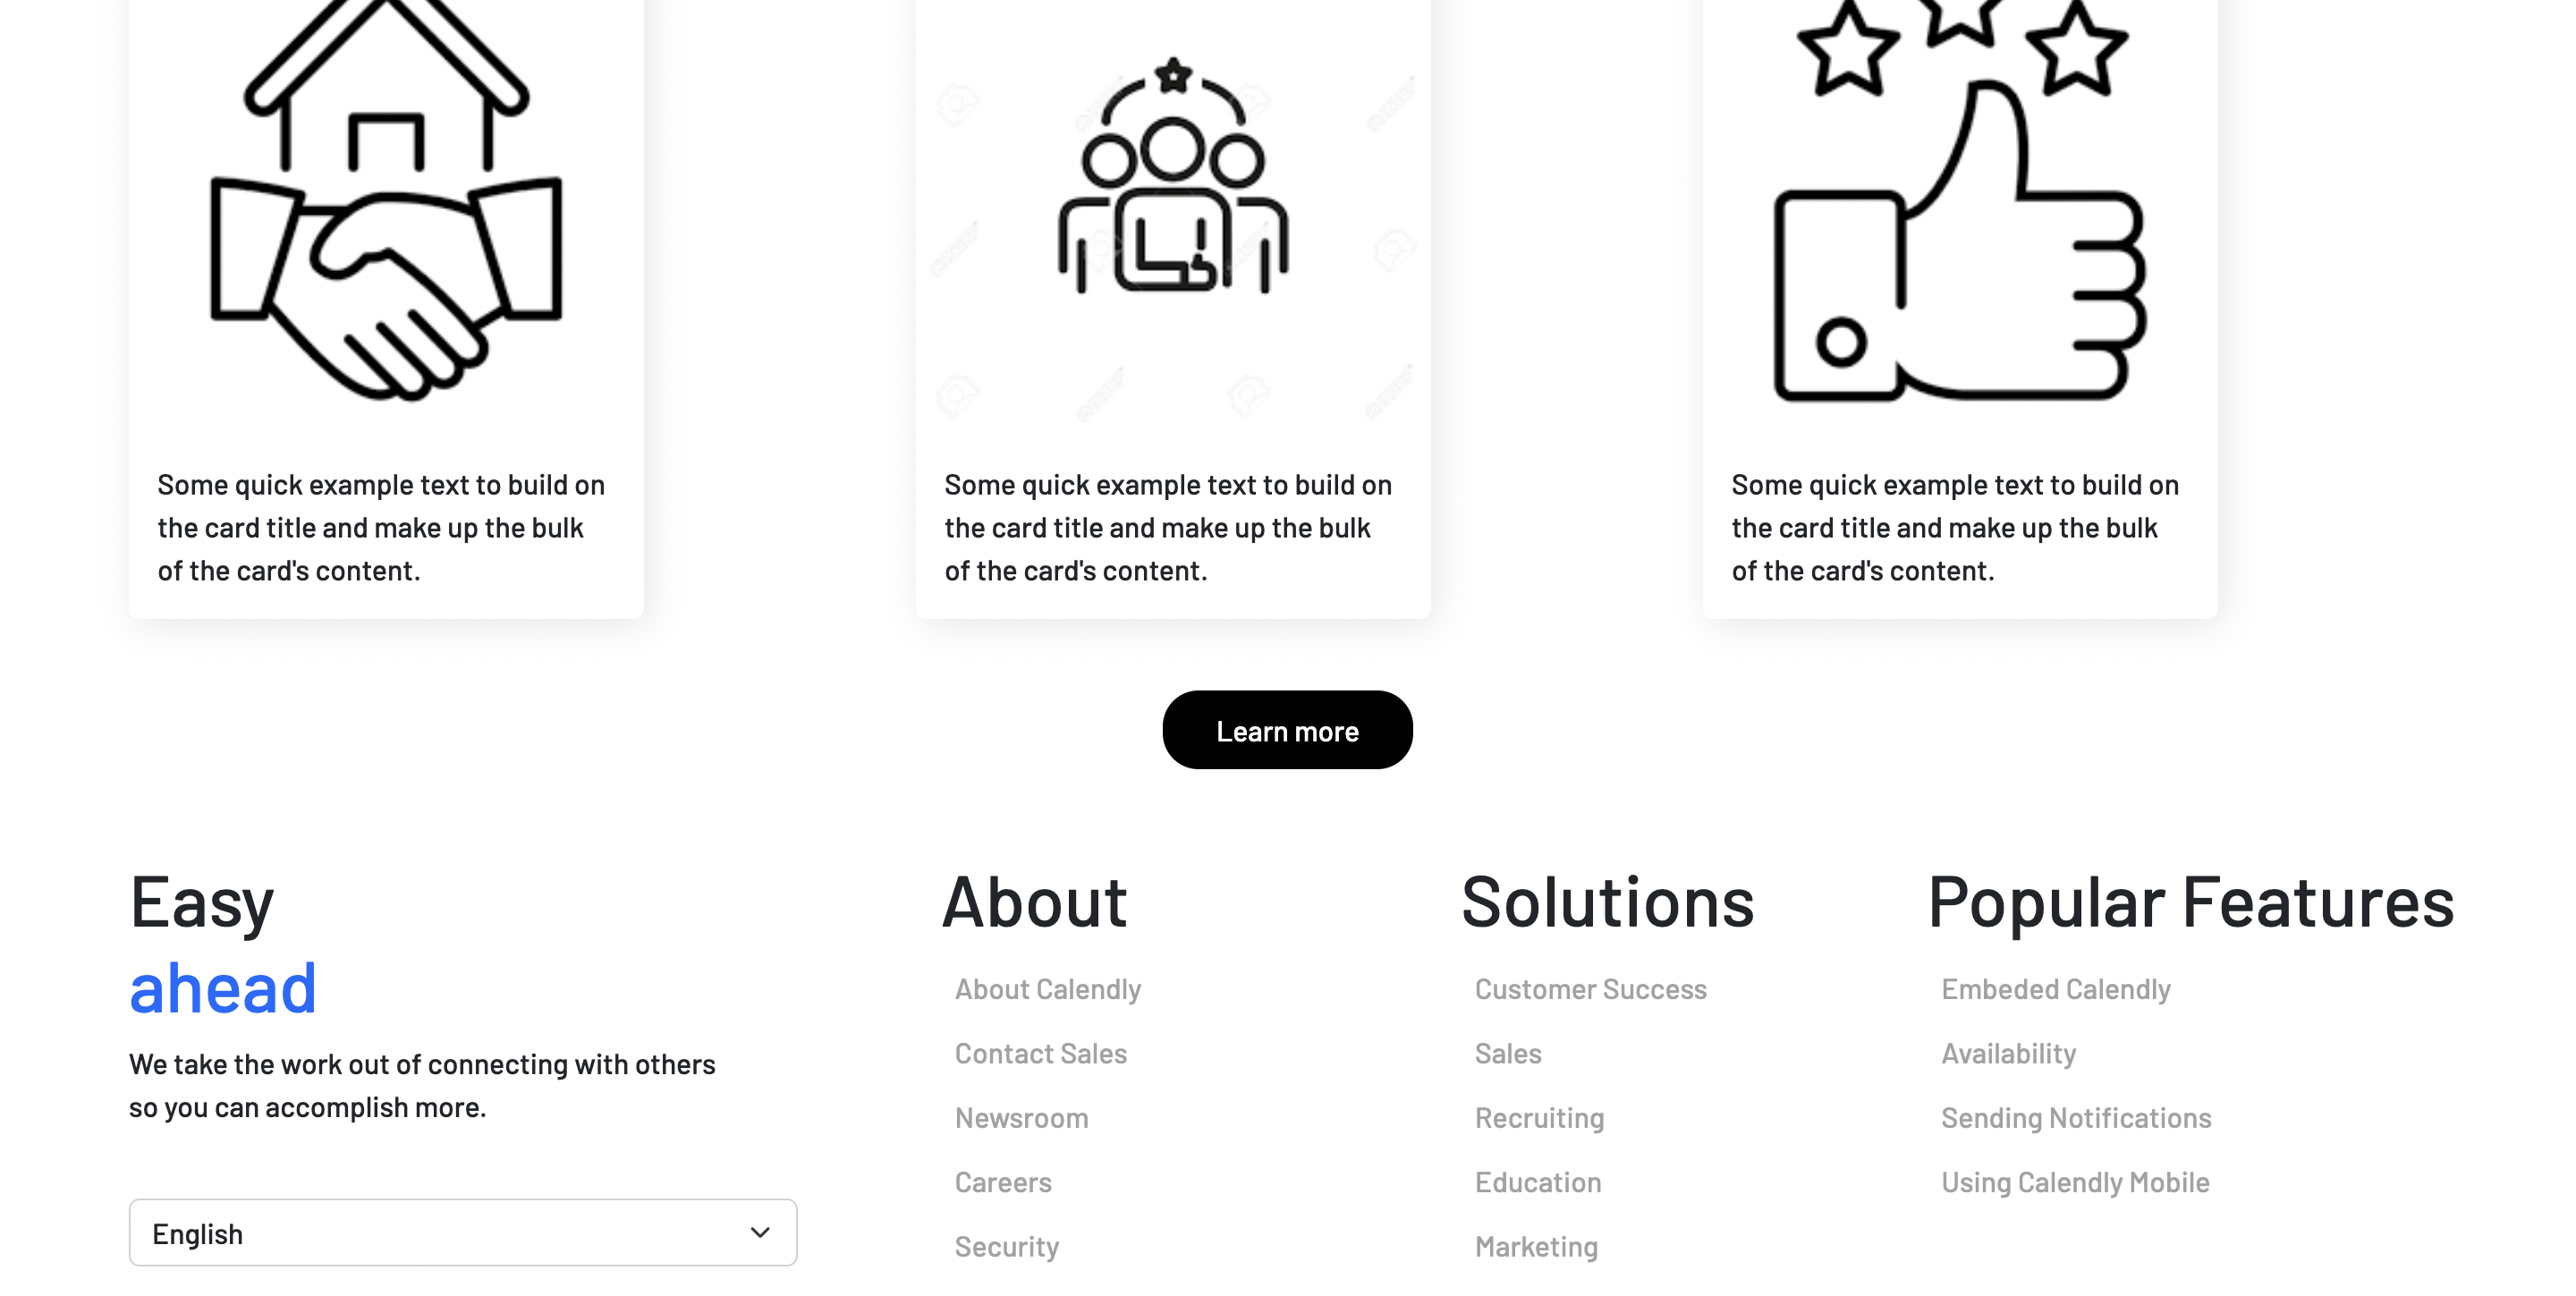 Some quick example text to build on
the card title and make up the bulk
of the card's content.
Some quick example text to build on
the card title and make up the bulk
of the card's content.
Some quick example text to build on
the card title and make up the bulk
of the card's content.
Learn more
Easy
ahead
We take the work out of connecting with others
so you can accomplish more.
English
About
About Calendly
Contact Sales
Newsroom
Careers
Security
Solutions
Customer Success
Sales
Recruiting
Education
Marketing
Popular Features
Embeded Calendly
Availability
Sending Notifications
Using Calendly Mobile